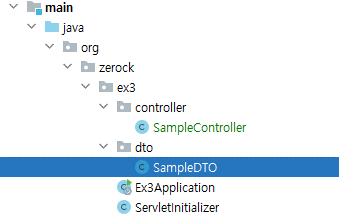 main
java
org
zerock
ex3
controller
SampleController
dto
SampleDTO
Ex3Application
ServletInitializer